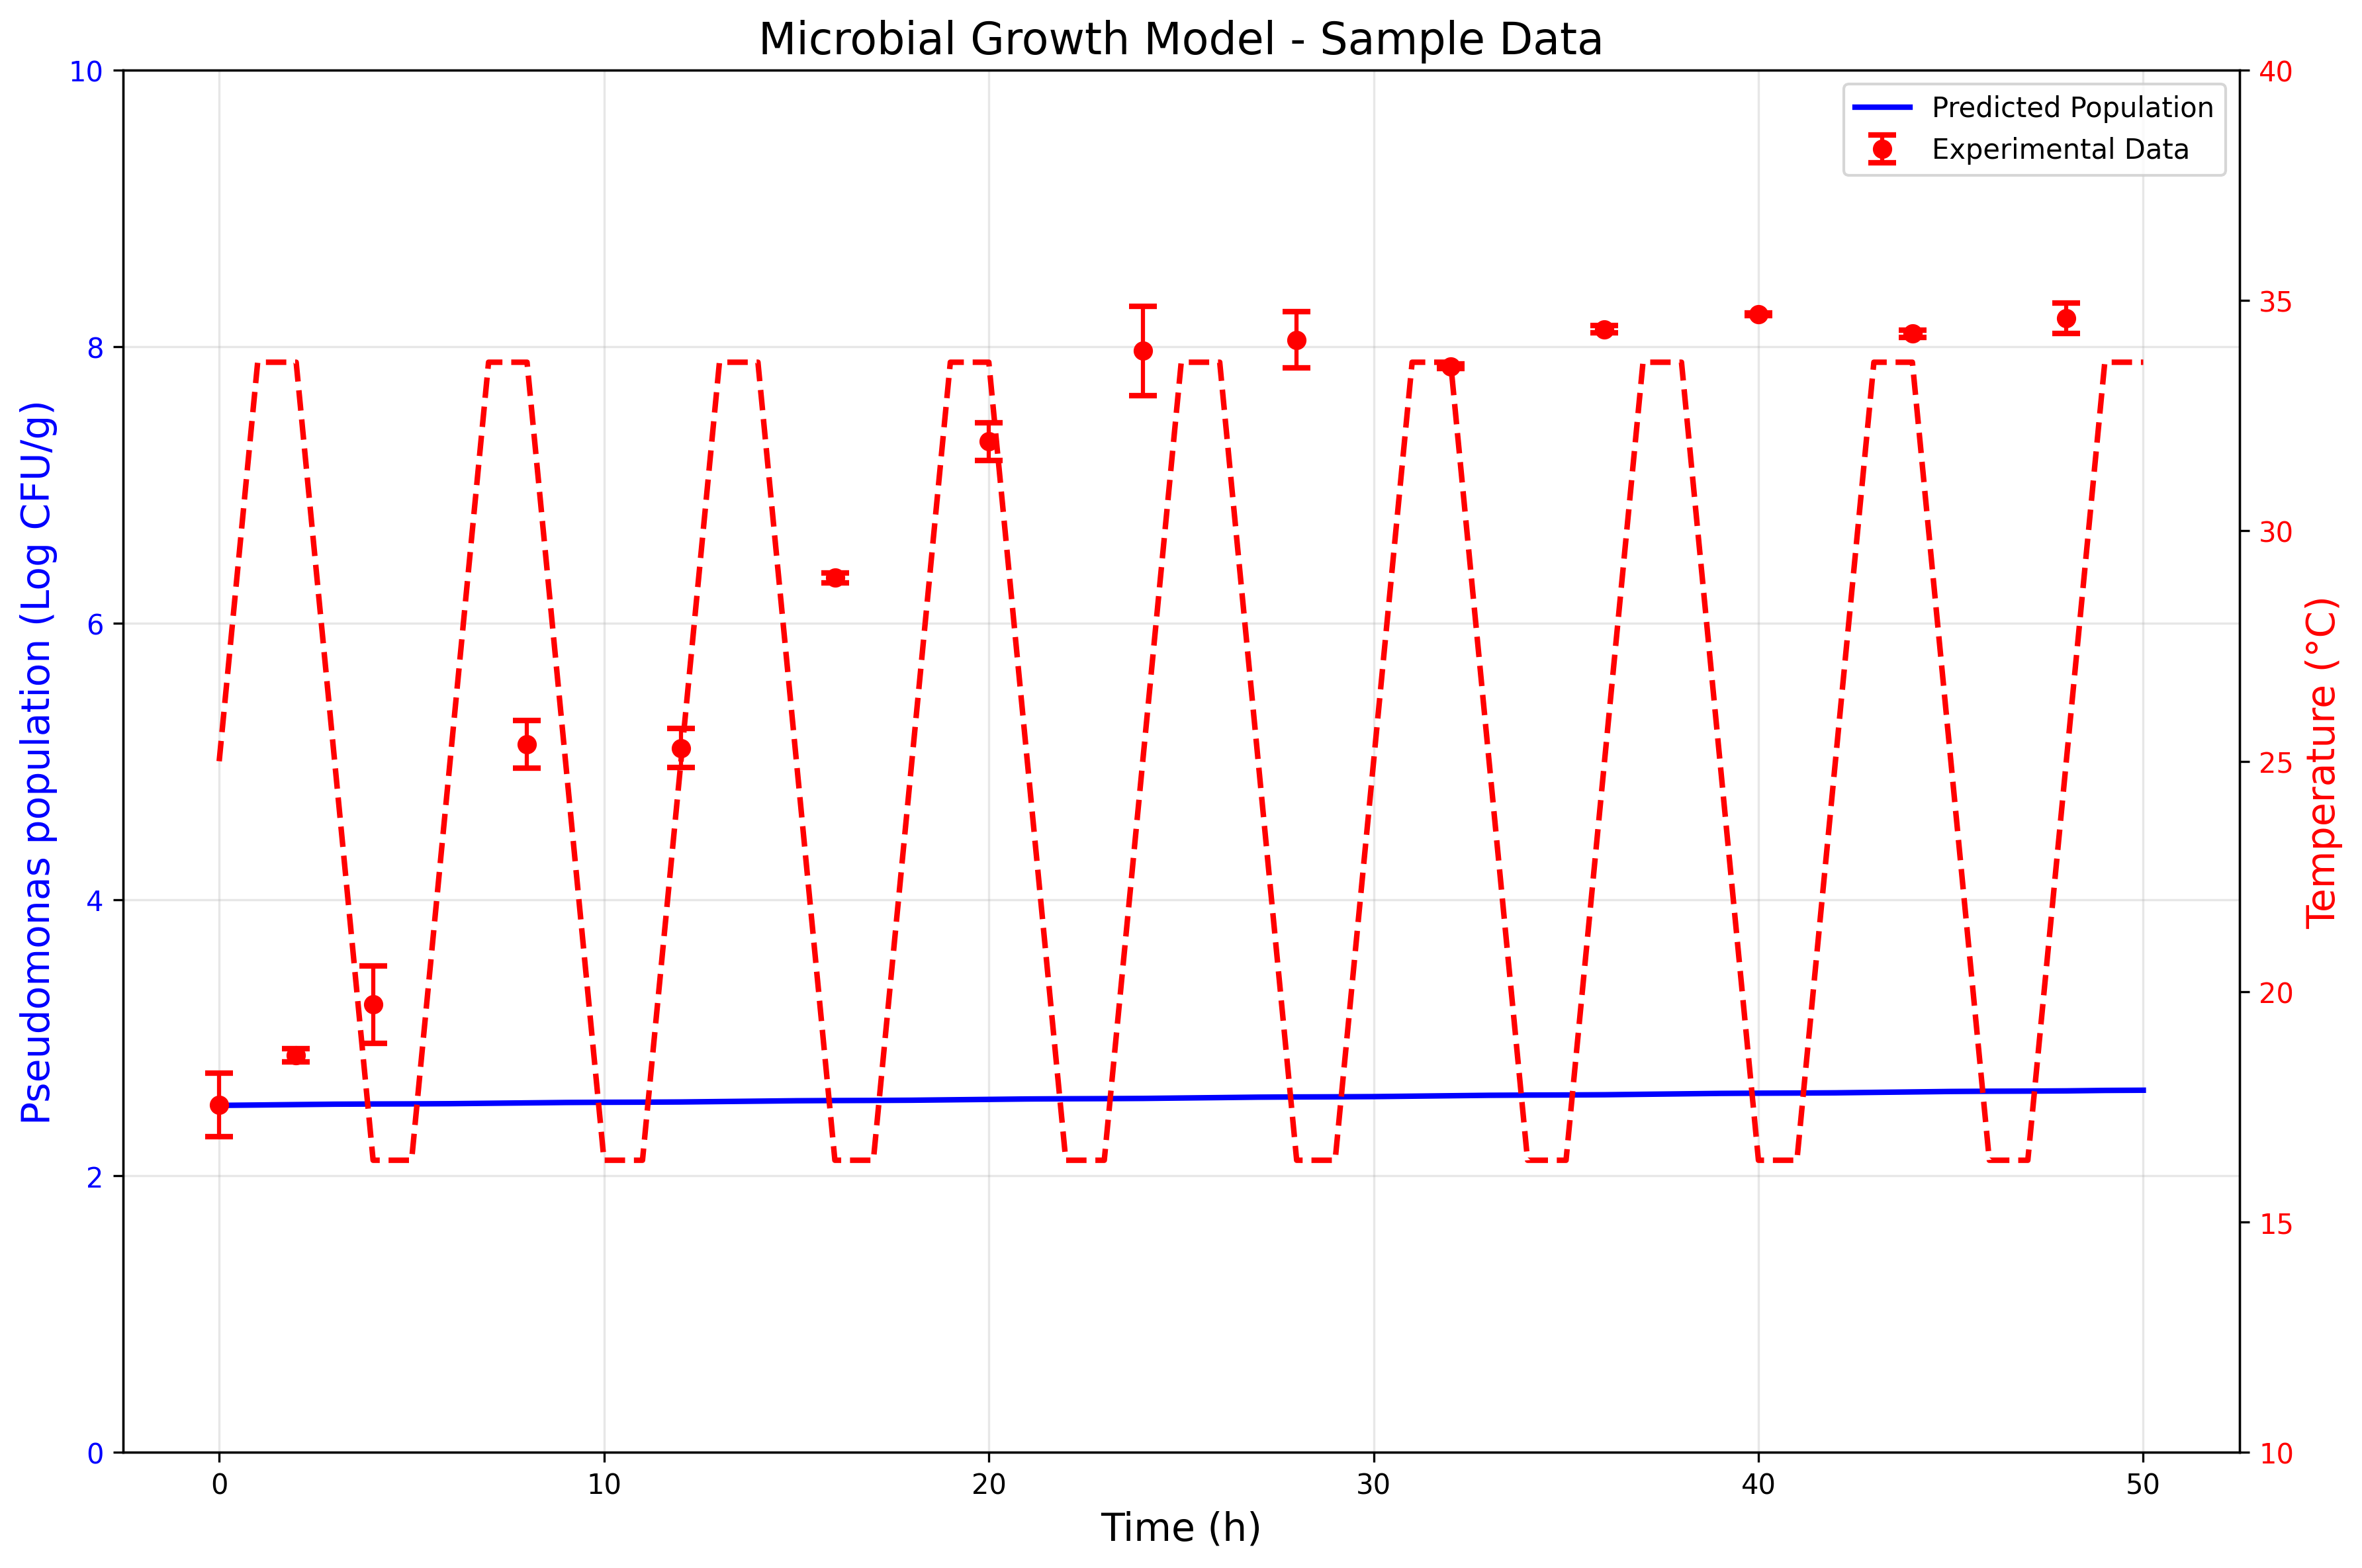 Microbial Growth Model - Sample Data
Predicted Population
Experimental Data
Pseudomonas population (Log CFU/g)
10
8
6
4
2
0
40
35
30
25
20
15
10
Temperature (°C)
0 10 20 30 40 50
Time (h)